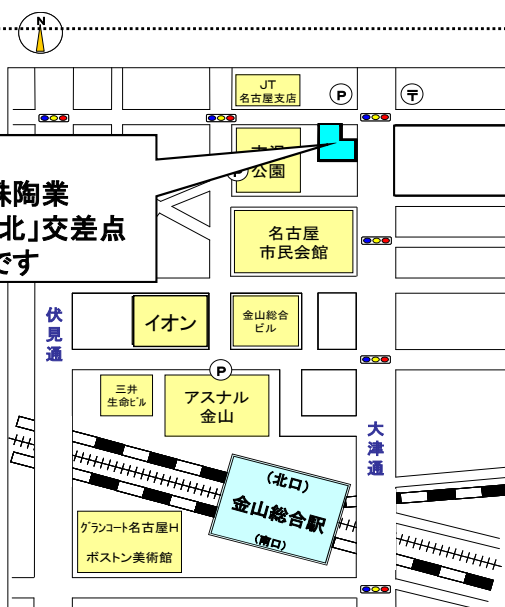 N
JT
名古屋支店
P
〒
殊陶業
北」交差点
です
公園
P
名古屋
市民会館
伏見通
イオン
金山総合
ビル
P
三井
生命ビル
アスナル
金山
大津通
(北口)
金山総合駅
(南口)
グランコート名古屋H
ボストン美術館